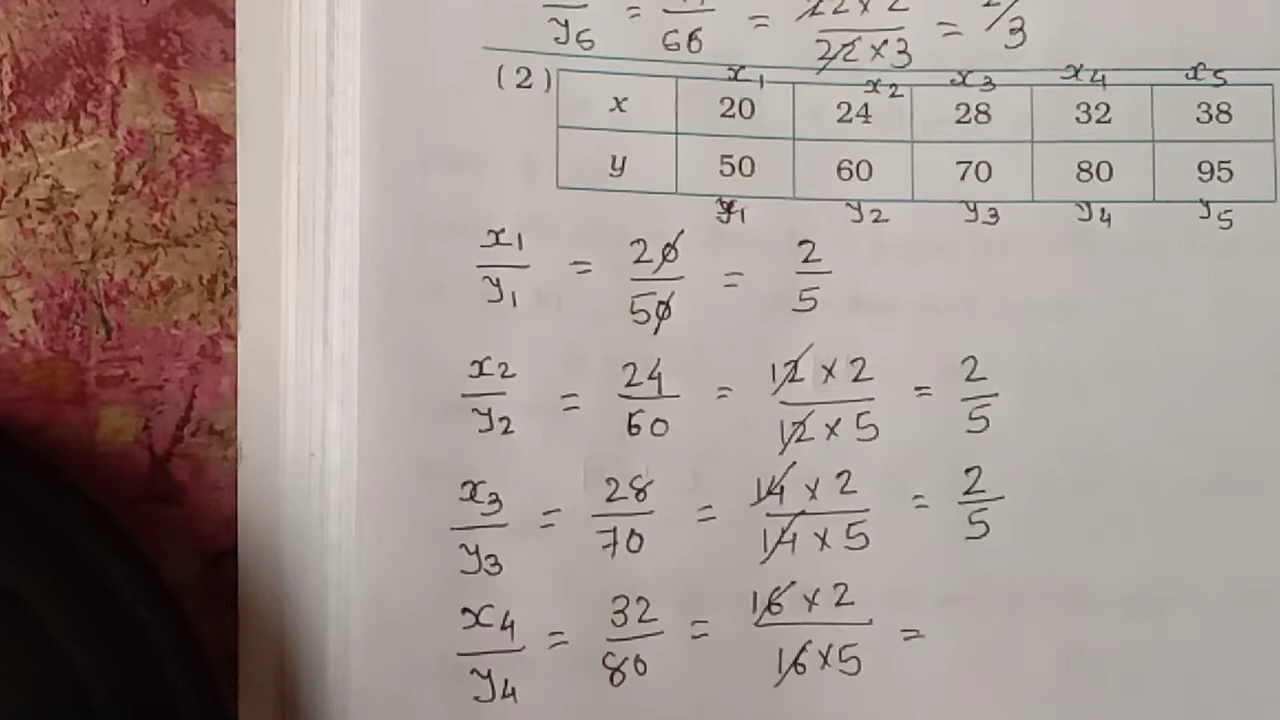 y6 = 66 = 22 × 2 / 22 × 3 = 2/3
(2) x1 x2 x3 x4 x5
x 20 24 28 32 38
y 50 60 70 80 95
y1 y2 y3 y4 y5
x1/y1 = 20/50 = 2/5
x2/y2 = 24/60 = 12 × 2 / 12 × 5 = 2/5
x3/y3 = 28/70 = 14 × 2 / 14 × 5 = 2/5
x4/y4 = 32/80 = 16 × 2 / 16 × 5 =